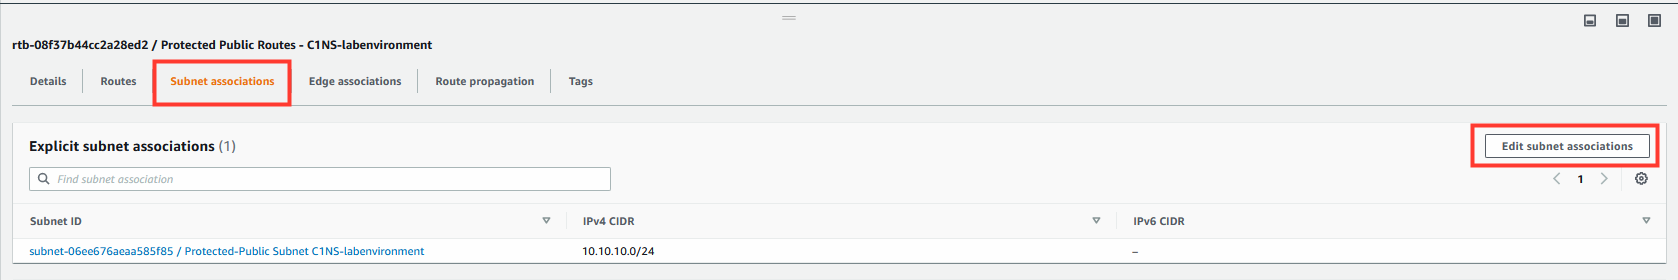 rtb-08f37b44cc2a28ed2 / Protected Public Routes - C1NS-labenvironment
Details Routes Subnet associations Edge associations Route propagation Tags
Explicit subnet associations (1)
Edit subnet associations
Find subnet association
1
Subnet ID IPv4 CIDR IPv6 CIDR
subnet-06ee676aeaa585f85 / Protected-Public Subnet C1NS-labenvironment 10.10.10.0/24 –